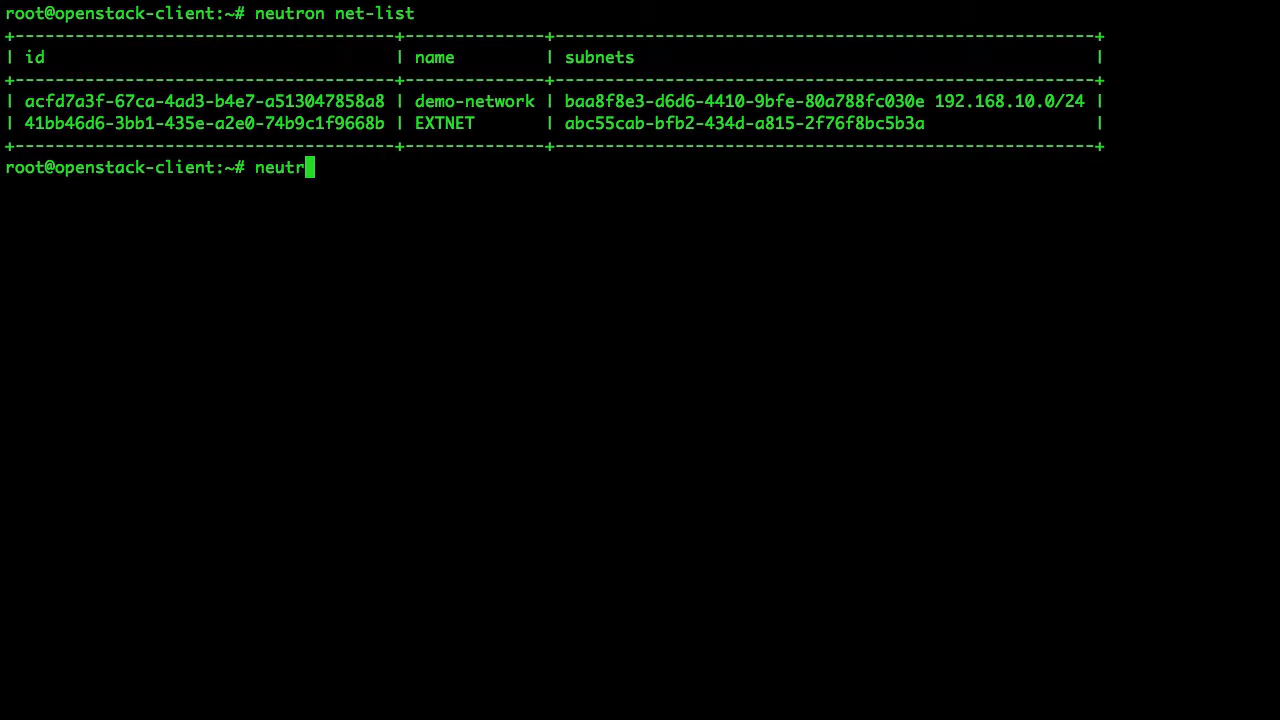 root@openstack-client:~# neutron net-list
+--------------------------------------+--------------+------------------------------------------------------+
| id                                   | name         | subnets                                              |
+--------------------------------------+--------------+------------------------------------------------------+
| acfd7a3f-67ca-4ad3-b4e7-a513047858a8 | demo-network | baa8f8e3-d6d6-4410-9bfe-80a788fc030e 192.168.10.0/24 |
| 41bb46d6-3bb1-435e-a2e0-74b9c1f9668b | EXTNET       | abc55cab-bfb2-434d-a815-2f76f8bc5b3a                 |
+--------------------------------------+--------------+------------------------------------------------------+
root@openstack-client:~# neutr